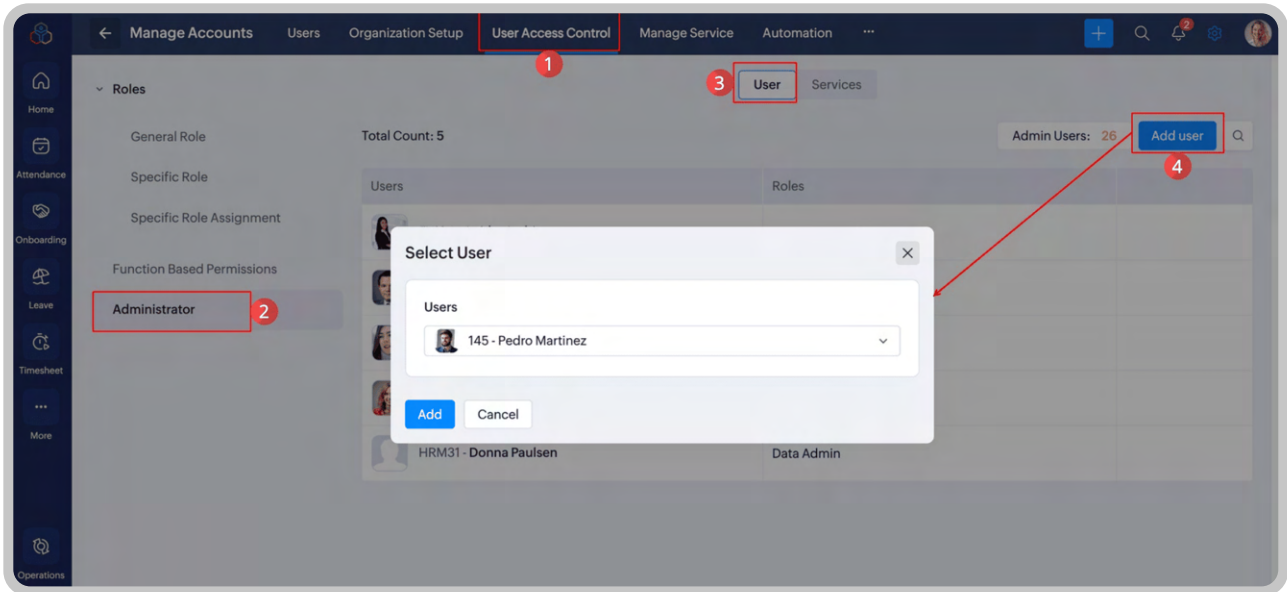 Manage Accounts Users Organization Setup User Access Control Manage Service Automation ... 2
1
Home
Roles
3 User Services
General Role
Total Count: 5 Admin Users: 26 Add user
4
Attendance
Specific Role
Users Roles
Onboarding
Specific Role Assignment
Select User
Function Based Permissions
Leave
Administrator 2
Users
145 - Pedro Martinez
Timesheet
Add Cancel
More
HRM31 - Donna Paulsen Data Admin
Operations